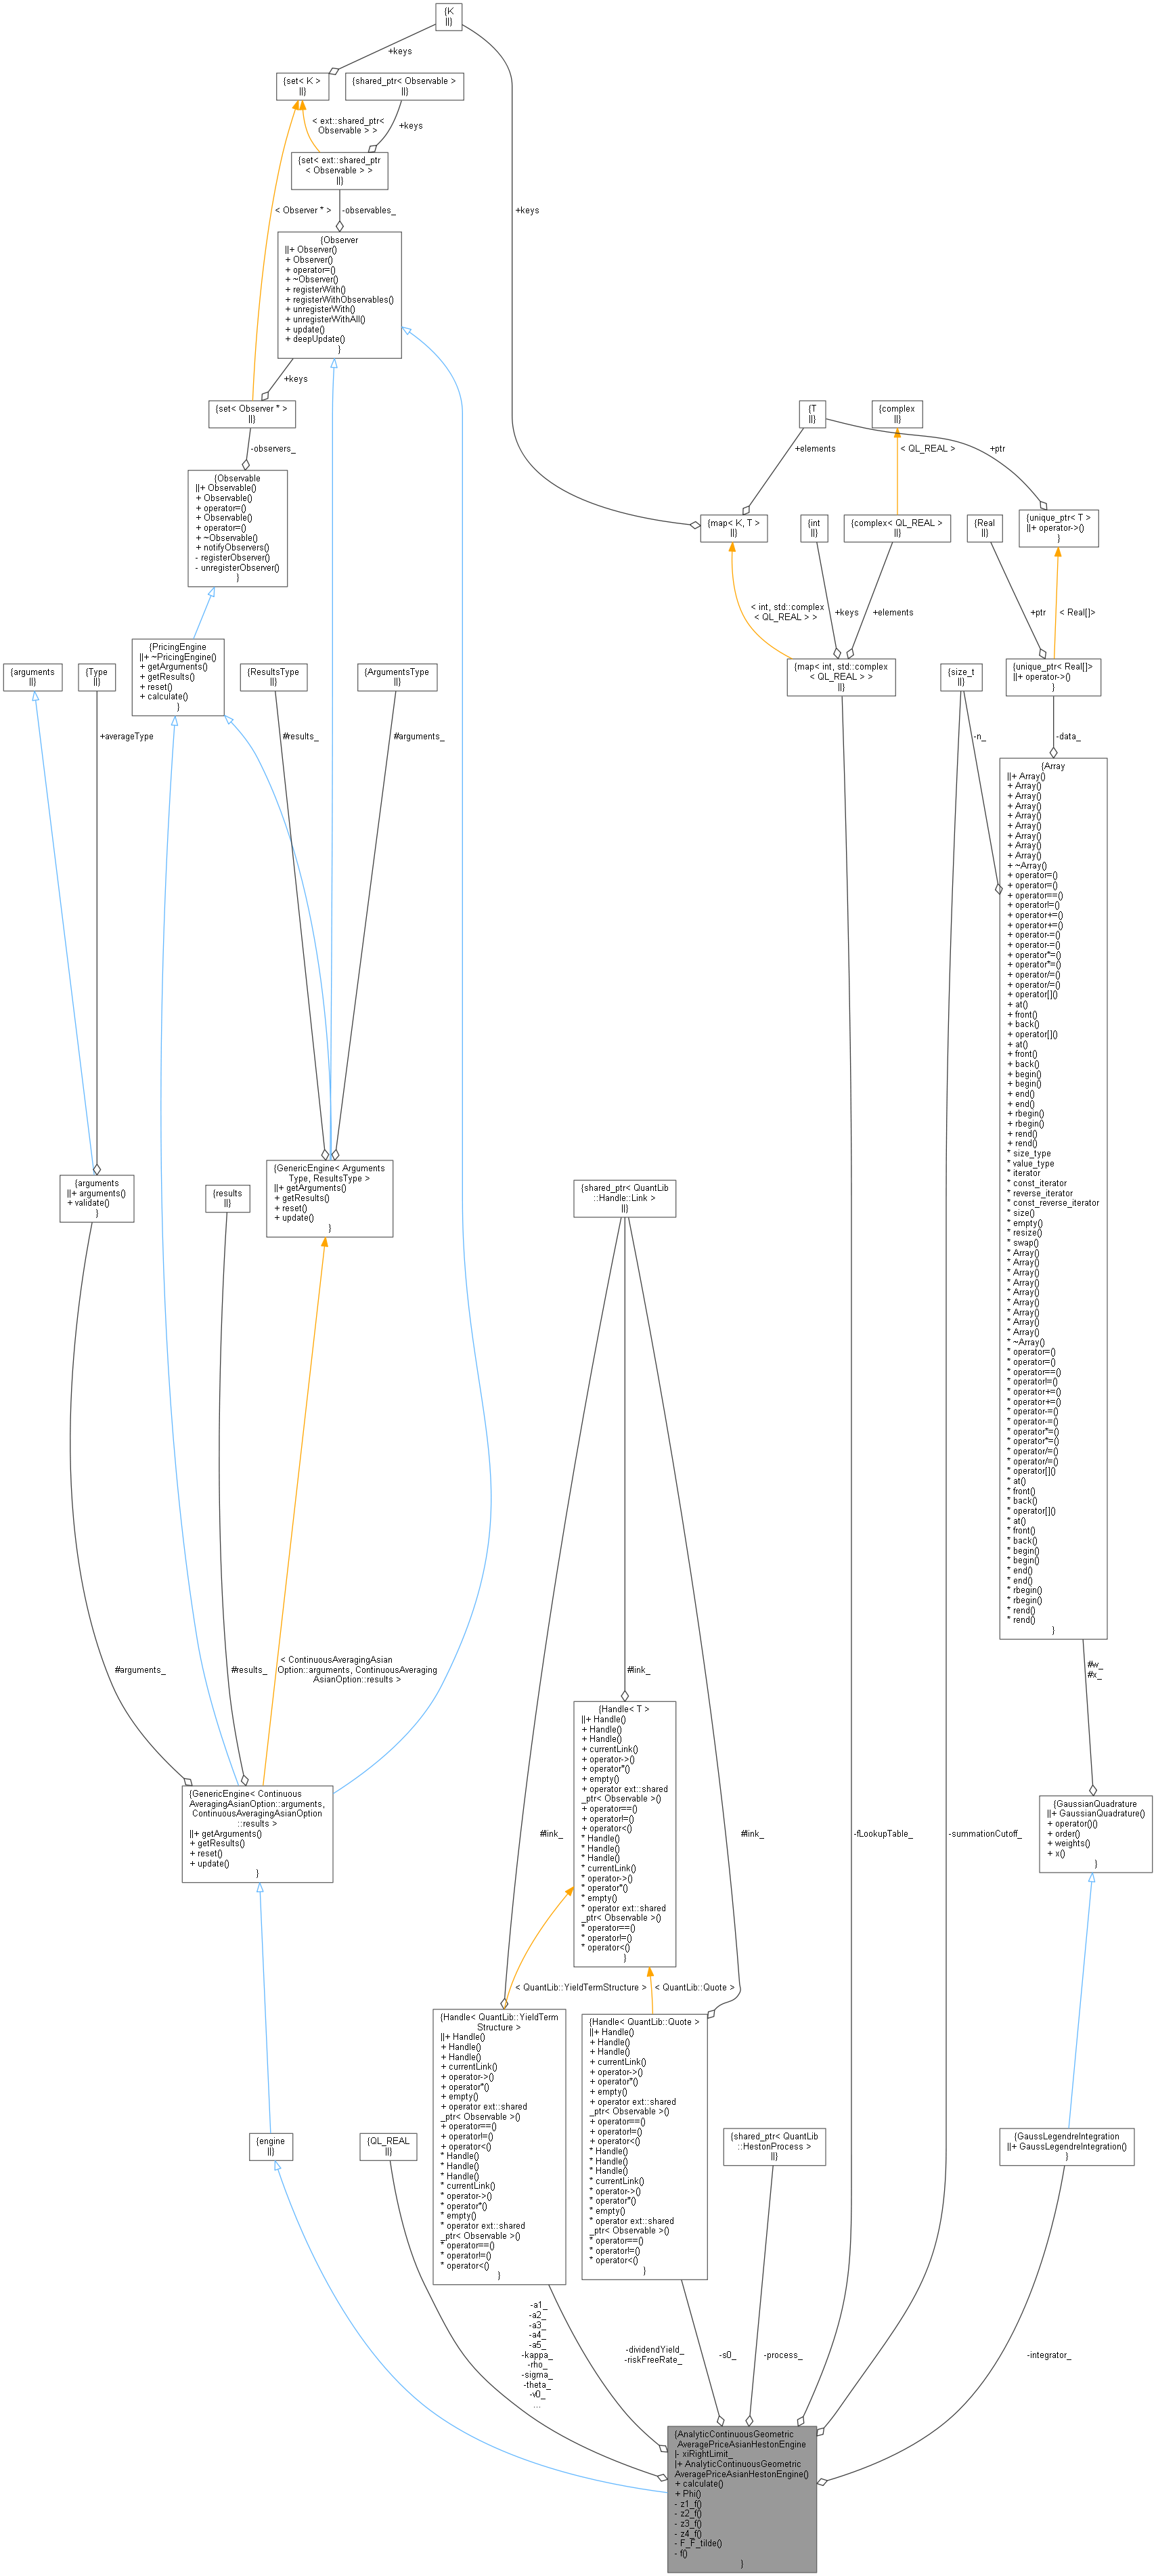 {K
||}
+keys
{set< K >
||}
{shared_ptr< Observable >
||}
< ext::shared_ptr<
Observable > >
+keys
{set< ext::shared_ptr
< Observable > >
||}
< Observer * >
-observables_
+keys
{Observer
||+ Observer()
+ Observer()
+ operator=()
+ ~Observer()
+ registerWith()
+ registerWithObservables()
+ unregisterWith()
+ unregisterWithAll()
+ update()
+ deepUpdate()
}
+keys
{set< Observer * >
||}
{T
||}
{complex
||}
-observers_
+elements
< QL_REAL >
+ptr
{Observable
||+ Observable()
+ Observable()
+ operator=()
+ Observable()
+ operator=()
+ ~Observable()
+ notifyObservers()
- registerObserver()
- unregisterObserver()
}
{map< K, T >
||}
{int
||}
{complex< QL_REAL >
||}
{Real
||}
{unique_ptr< T >
||+ operator->()
}
< int, std::complex
< QL_REAL > >
+keys
+elements
+ptr
< Real[]>
{arguments
||}
{Type
||}
{PricingEngine
||+ ~PricingEngine()
+ getArguments()
+ getResults()
+ reset()
+ calculate()
}
{ResultsType
||}
{ArgumentsType
||}
{map< int, std::complex
< QL_REAL > >
||}
{size_t
||}
{unique_ptr< Real[]>
||+ operator->()
}
+averageType
#results_
#arguments_
-n_
-data_
{Array
||+ Array()
+ Array()
+ Array()
+ Array()
+ Array()
+ Array()
+ Array()
+ Array()
+ Array()
+ ~Array()
+ operator=()
+ operator=()
+ operator==()
+ operator!=()
+ operator+=()
+ operator+=()
+ operator-=()
+ operator-=()
+ operator*=()
+ operator*=()
+ operator/=()
+ operator/=()
+ operator[]()
+ at()
+ front()
+ back()
+ operator[]()
+ at()
+ front()
+ back()
+ begin()
+ begin()
+ end()
+ end()
+ rbegin()
+ rbegin()
+ rend()
+ rend()
* size_type
* value_type
* iterator
* const_iterator
* reverse_iterator
* const_reverse_iterator
* size()
* empty()
* resize()
* swap()
* Array()
* Array()
* Array()
* Array()
* Array()
* Array()
* Array()
* Array()
* Array()
* ~Array()
* operator=()
* operator=()
* operator==()
* operator!=()
* operator+=()
* operator+=()
* operator-=()
* operator-=()
* operator*=()
* operator*=()
* operator/=()
* operator/=()
* operator[]()
* at()
* front()
* back()
* operator[]()
* at()
* front()
* back()
* begin()
* begin()
* end()
* end()
* rbegin()
* rbegin()
* rend()
* rend()
}
{arguments
||+ arguments()
+ validate()
}
{results
||}
{GenericEngine< Arguments
Type, ResultsType >
||+ getArguments()
+ getResults()
+ reset()
+ update()
}
{shared_ptr< QuantLib
::Handle::Link >
||}
#arguments_
#results_
< ContinuousAveragingAsian
Option::arguments, ContinuousAveraging
AsianOption::results >
#link_
#w_
#x_
{Handle< T >
||+ Handle()
+ Handle()
+ Handle()
+ currentLink()
+ operator->()
+ operator*()
+ empty()
+ operator ext::shared
_ptr< Observable >()
+ operator==()
+ operator!=()
+ operator<()
* Handle()
* Handle()
* Handle()
* currentLink()
* operator->()
* operator*()
* empty()
* operator ext::shared
_ptr< Observable >()
* operator==()
* operator!=()
* operator<()
}
{GenericEngine< Continuous
AveragingAsianOption::arguments,
ContinuousAveragingAsianOption
::results >
||+ getArguments()
+ getResults()
+ reset()
+ update()
}
#link_
#link_
-fLookupTable_
-summationCutoff_
{GaussianQuadrature
||+ GaussianQuadrature()
+ operator()()
+ order()
+ weights()
+ x()
}
< QuantLib::YieldTermStructure >
< QuantLib::Quote >
{engine
||}
{QL_REAL
||}
{Handle< QuantLib::YieldTerm
Structure >
||+ Handle()
+ Handle()
+ Handle()
+ currentLink()
+ operator->()
+ operator*()
+ empty()
+ operator ext::shared
_ptr< Observable >()
+ operator==()
+ operator!=()
+ operator<()
* Handle()
* Handle()
* Handle()
* currentLink()
* operator->()
* operator*()
* empty()
* operator ext::shared
_ptr< Observable >()
* operator==()
* operator!=()
* operator<()
}
{Handle< QuantLib::Quote >
||+ Handle()
+ Handle()
+ Handle()
+ currentLink()
+ operator->()
+ operator*()
+ empty()
+ operator ext::shared
_ptr< Observable >()
+ operator==()
+ operator!=()
+ operator<()
* Handle()
* Handle()
* Handle()
* currentLink()
* operator->()
* operator*()
* empty()
* operator ext::shared
_ptr< Observable >()
* operator==()
* operator!=()
* operator<()
}
{shared_ptr< QuantLib
::HestonProcess >
||}
{GaussLegendreIntegration
||+ GaussLegendreIntegration()
}
-a1_
-a2_
-a3_
-a4_
-a5_
-kappa_
-rho_
-sigma_
-theta_
-v0_
...
-dividendYield_
-riskFreeRate_
-s0_
-process_
-integrator_
{AnalyticContinuousGeometric
AveragePriceAsianHestonEngine
|- xiRightLimit_
|+ AnalyticContinuousGeometric
AveragePriceAsianHestonEngine()
+ calculate()
+ Phi()
- z1_f()
- z2_f()
- z3_f()
- z4_f()
- F_F_tilde()
- f()
}